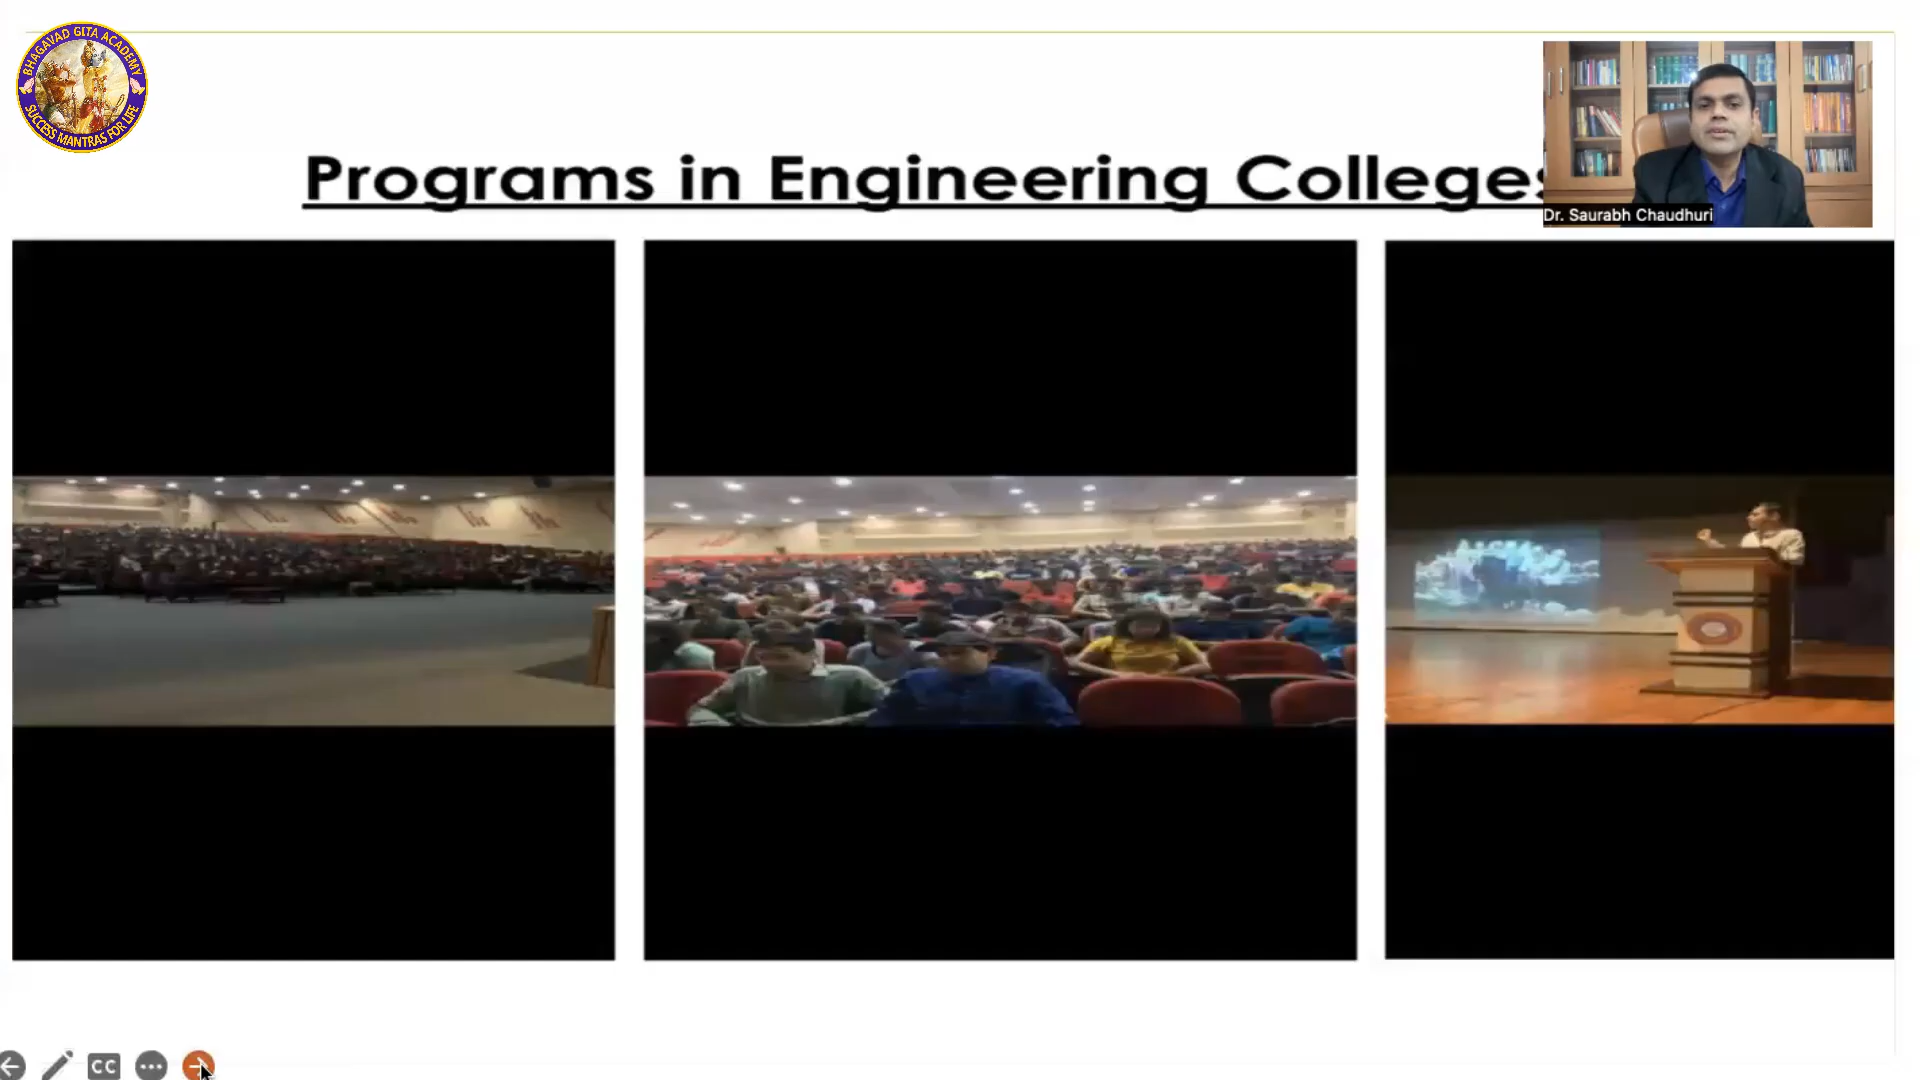 BHAGAVAD GITA ACADEMY
SUCCESS MANTRAS FOR LIFE
Programs in Engineering Colleges
Dr. Saurabh Chaudhuri
CC